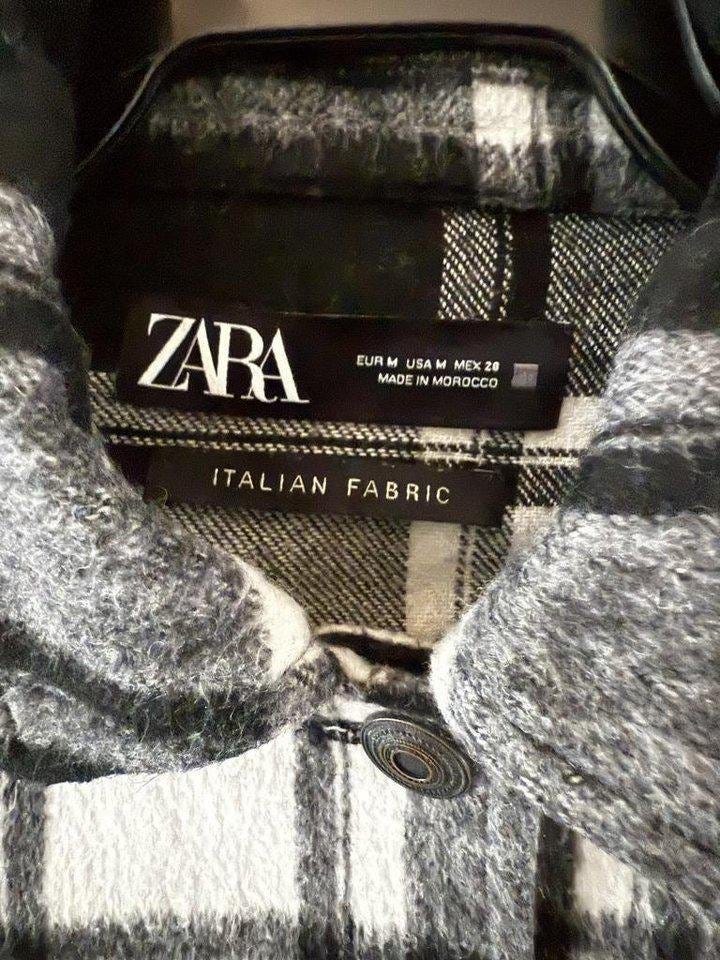 ZARA
EUR M USA M MEX 28
MADE IN MOROCCO
ITALIAN FABRIC